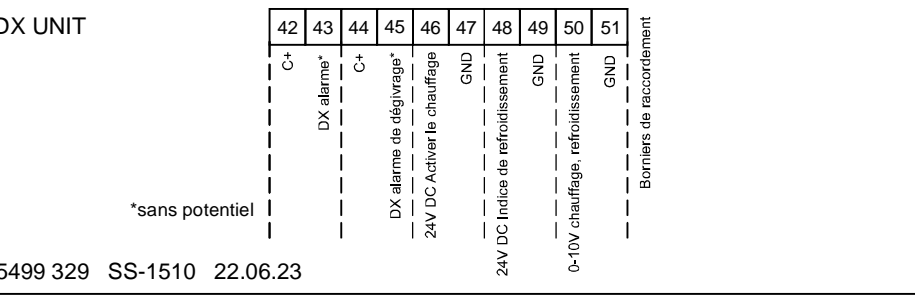 DX UNIT
42 43 44 45 46 47 48 49 50 51
C+
DX alarme*
C+
DX alarme de dégivrage*
24V DC Activer le chauffage
GND
24V DC Indice de refroidissement
GND
0-10V chauffage, refroidissement
GND
Borniers de raccordement
*sans potentiel
5499 329 SS-1510 22.06.23